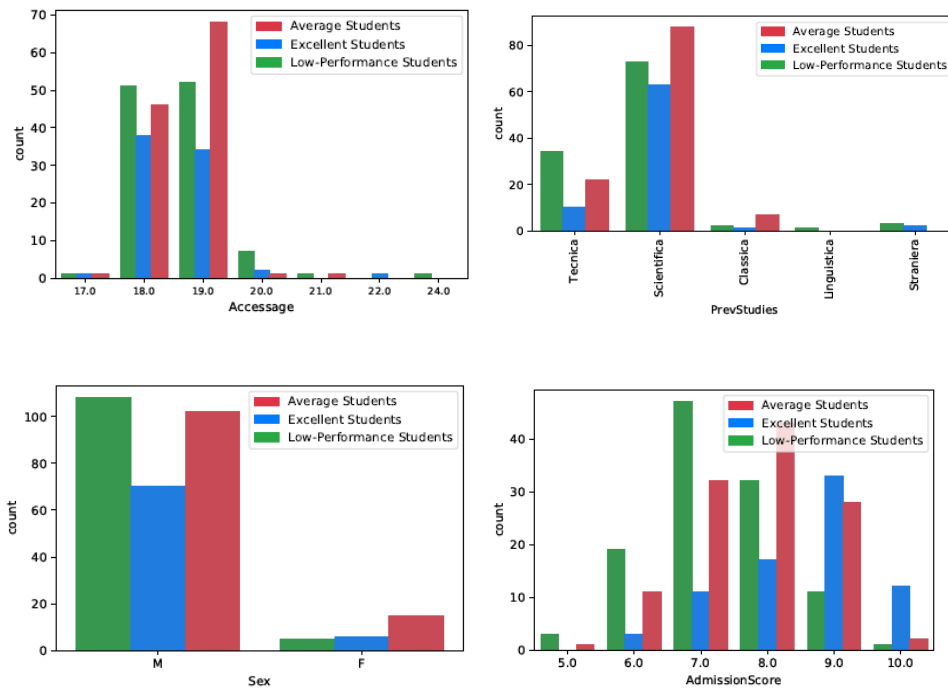 70
60
50
40
30
20
10
0
count
Average Students
Excellent Students
Low-Performance Students
17.0 18.0 19.0 20.0 21.0 22.0 24.0
Accessage
80
60
40
20
0
count
Average Students
Excellent Students
Low-Performance Students
Tecnica Scientifica Classica Linguistica Straniera
PrevStudies
100
80
60
40
20
0
count
Average Students
Excellent Students
Low-Performance Students
M F
Sex
40
30
20
10
0
count
Average Students
Excellent Students
Low-Performance Students
5.0 6.0 7.0 8.0 9.0 10.0
AdmissionScore